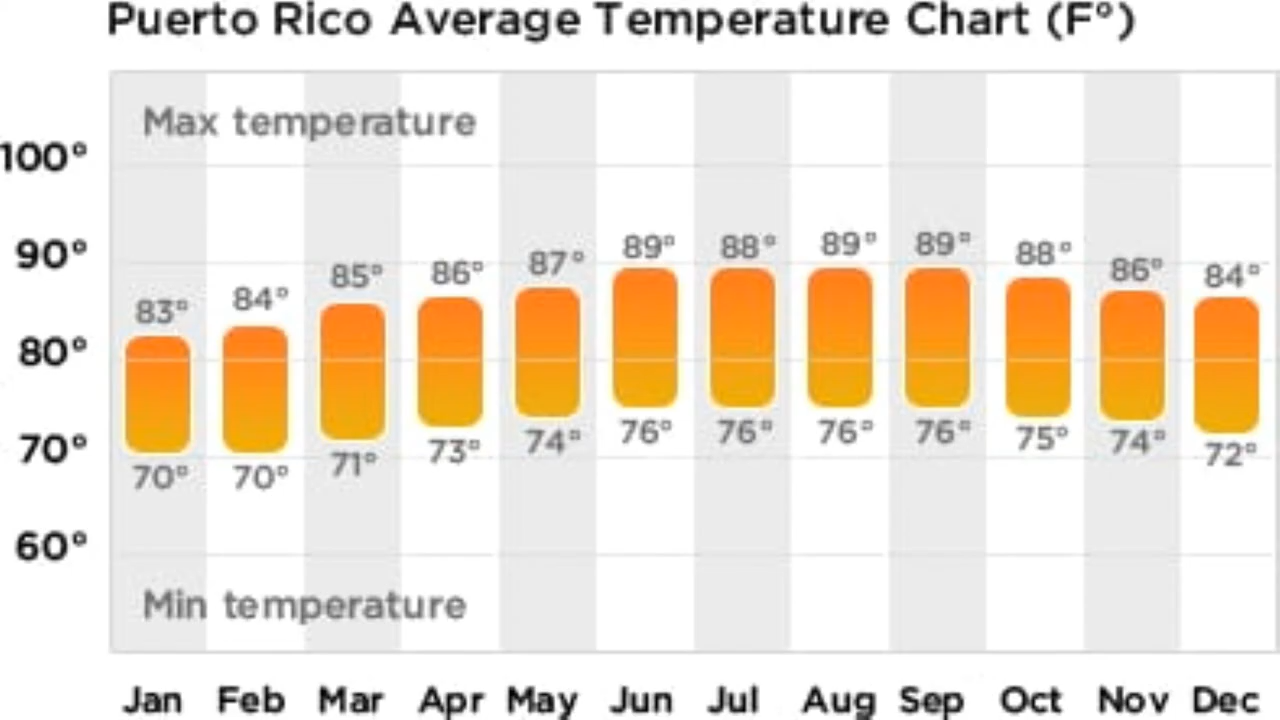 Puerto Rico Average Temperature Chart (F°)
Max temperature
100°
90°
80°
70°
60°
83° 84° 85° 86° 87° 89° 88° 89° 89° 88° 86° 84°
70° 70° 71° 73° 74° 76° 76° 76° 76° 75° 74° 72°
Min temperature
Jan Feb Mar Apr May Jun Jul Aug Sep Oct Nov Dec